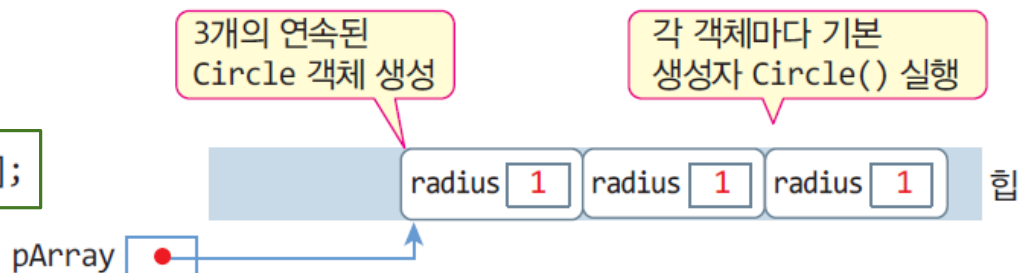 3개의 연속된
Circle 객체 생성
각 객체마다 기본
생성자 Circle() 실행
];
radius 1 radius 1 radius 1 힙
pArray